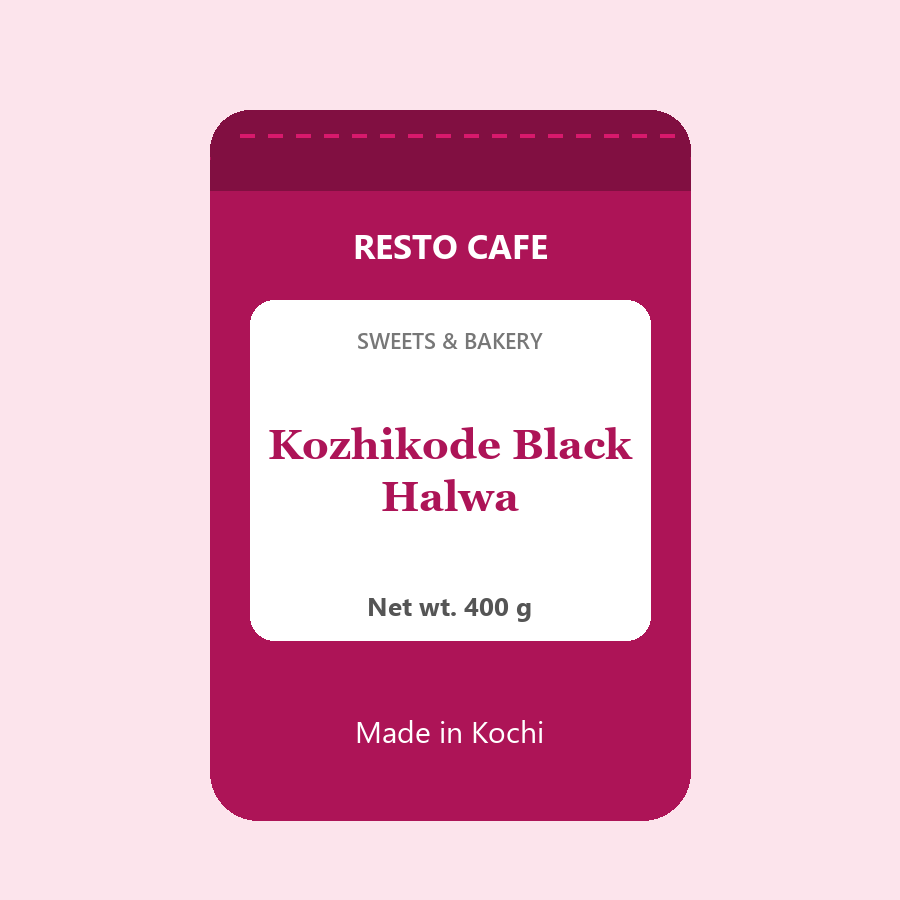 RESTO CAFE
SWEETS & BAKERY
Kozhikode Black
Halwa
Net wt. 400 g
Made in Kochi